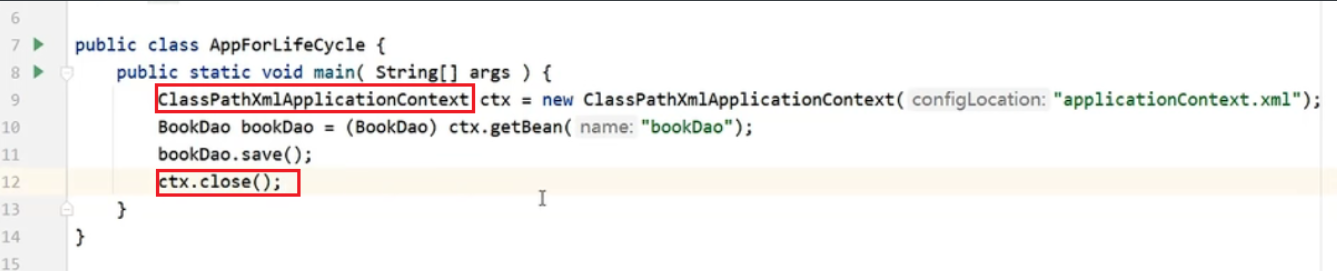 6
7 public class AppForLifeCycle {
8 public static void main( String[] args ) {
9 ClassPathXmlApplicationContext ctx = new ClassPathXmlApplicationContext( configLocation: "applicationContext.xml");
10 BookDao bookDao = (BookDao) ctx.getBean( name: "bookDao");
11 bookDao.save();
12 ctx.close();
13 }
14 }
15